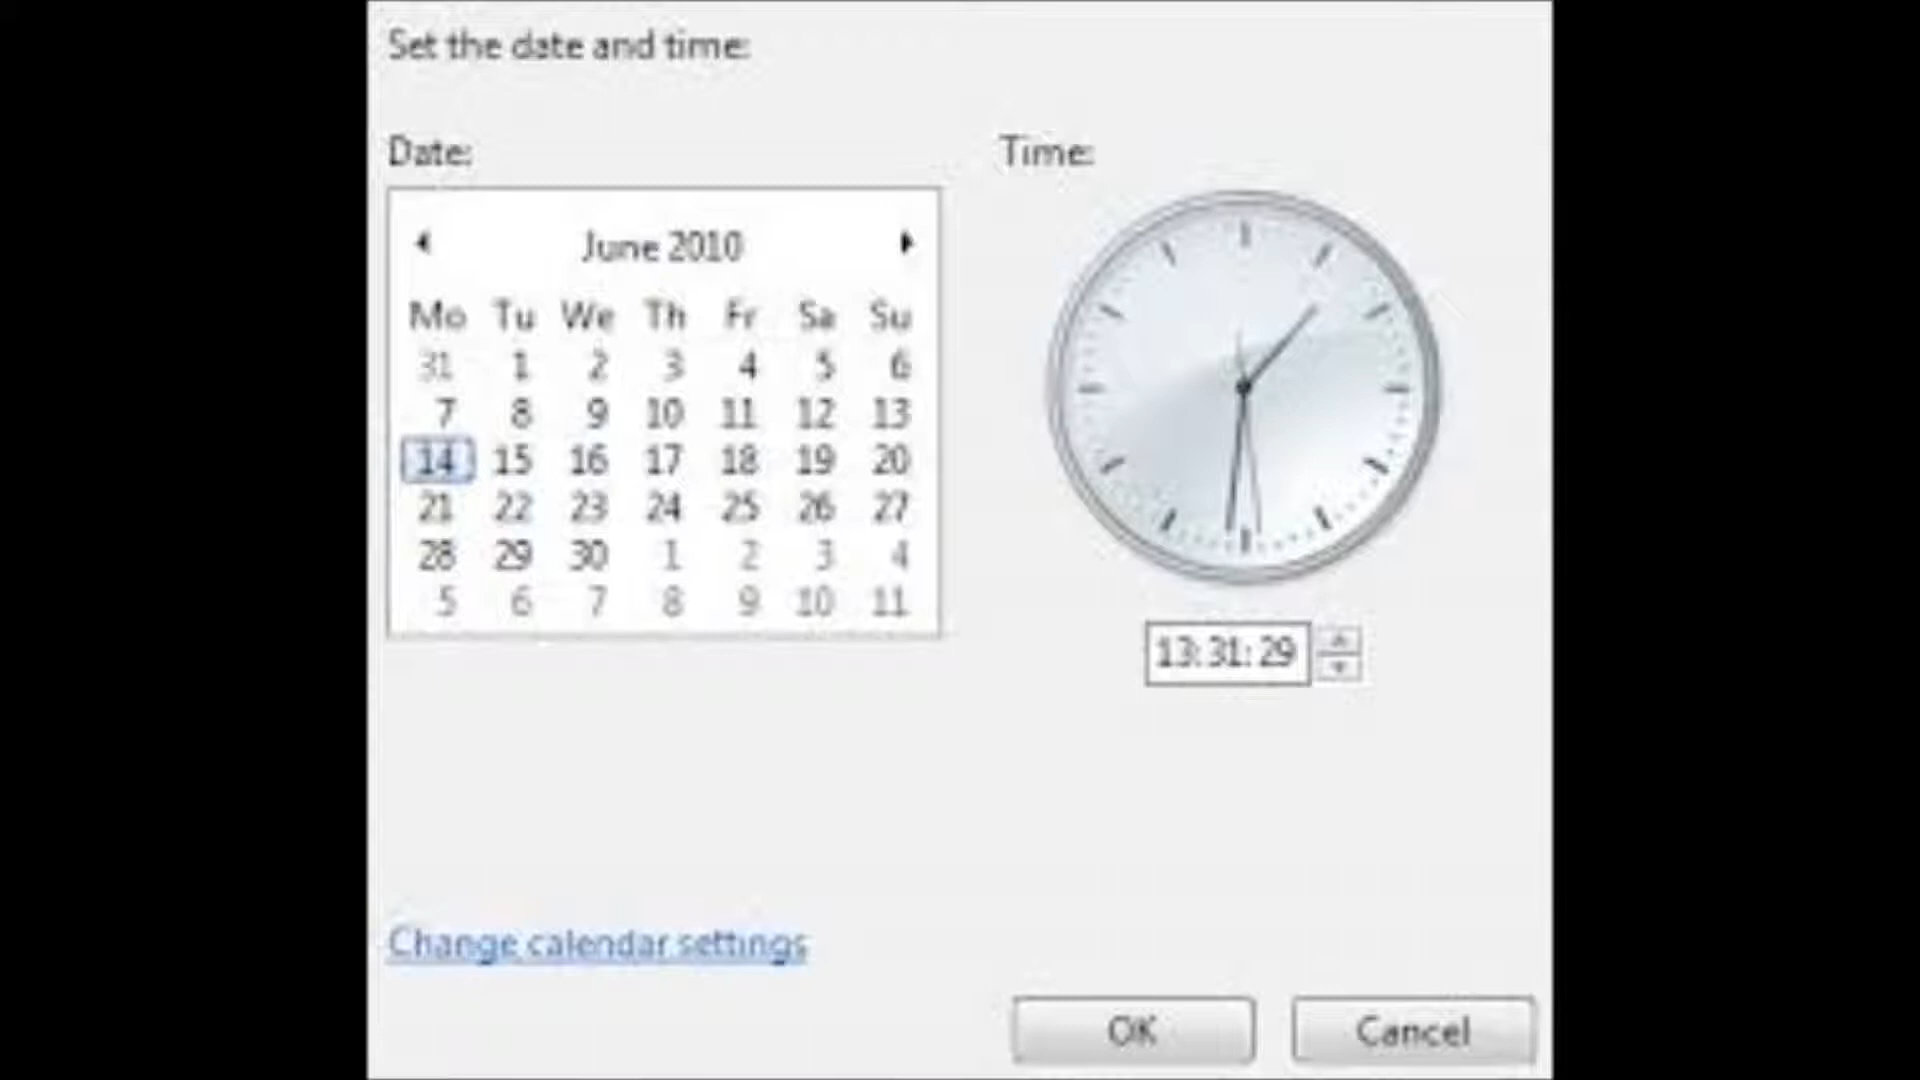 Set the date and time:
Date:
Time:
June 2010
Mo Tu We Th Fr Sa Su
31 1 2 3 4 5 6
7 8 9 10 11 12 13
14 15 16 17 18 19 20
21 22 23 24 25 26 27
28 29 30 1 2 3 4
5 6 7 8 9 10 11
13:31:29
Change calendar settings
OK
Cancel